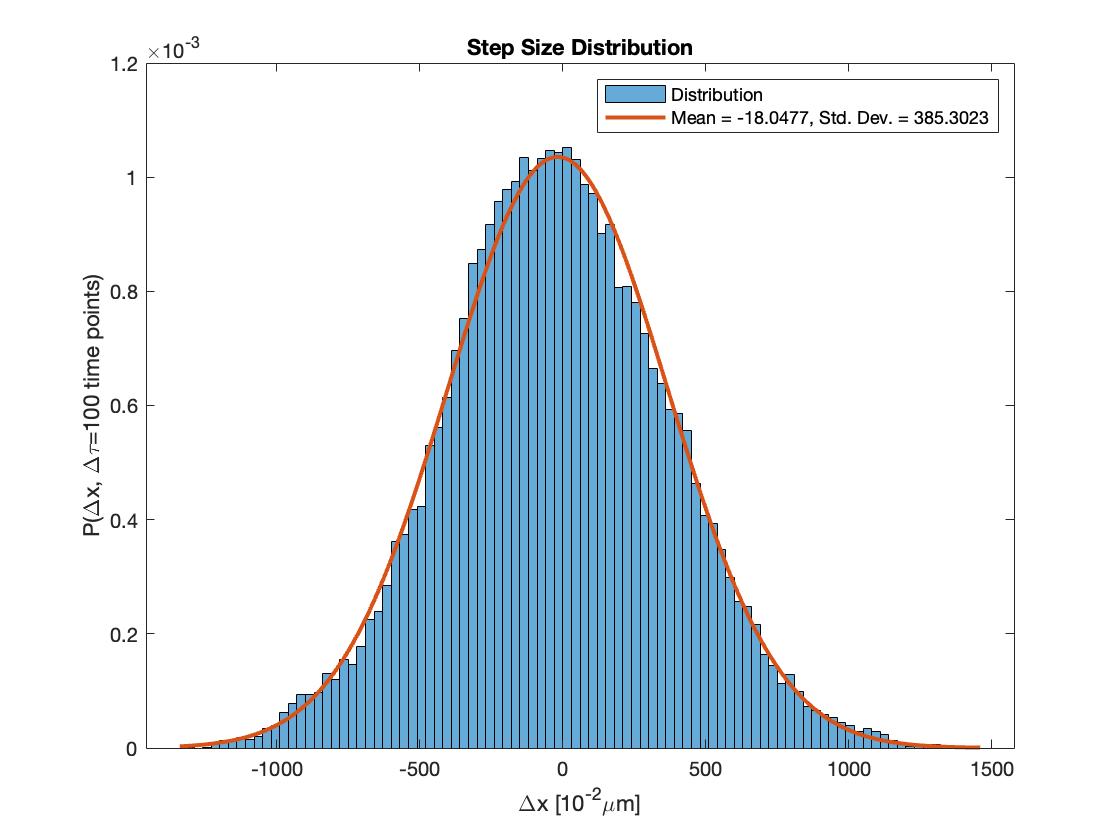 Step Size Distribution
×10⁻³
Distribution
Mean = -18.0477, Std. Dev. = 385.3023
P(Δx, Δτ=100 time points)
1.2
1
0.8
0.6
0.4
0.2
0
-1000 -500 0 500 1000 1500
Δx [10⁻²μm]